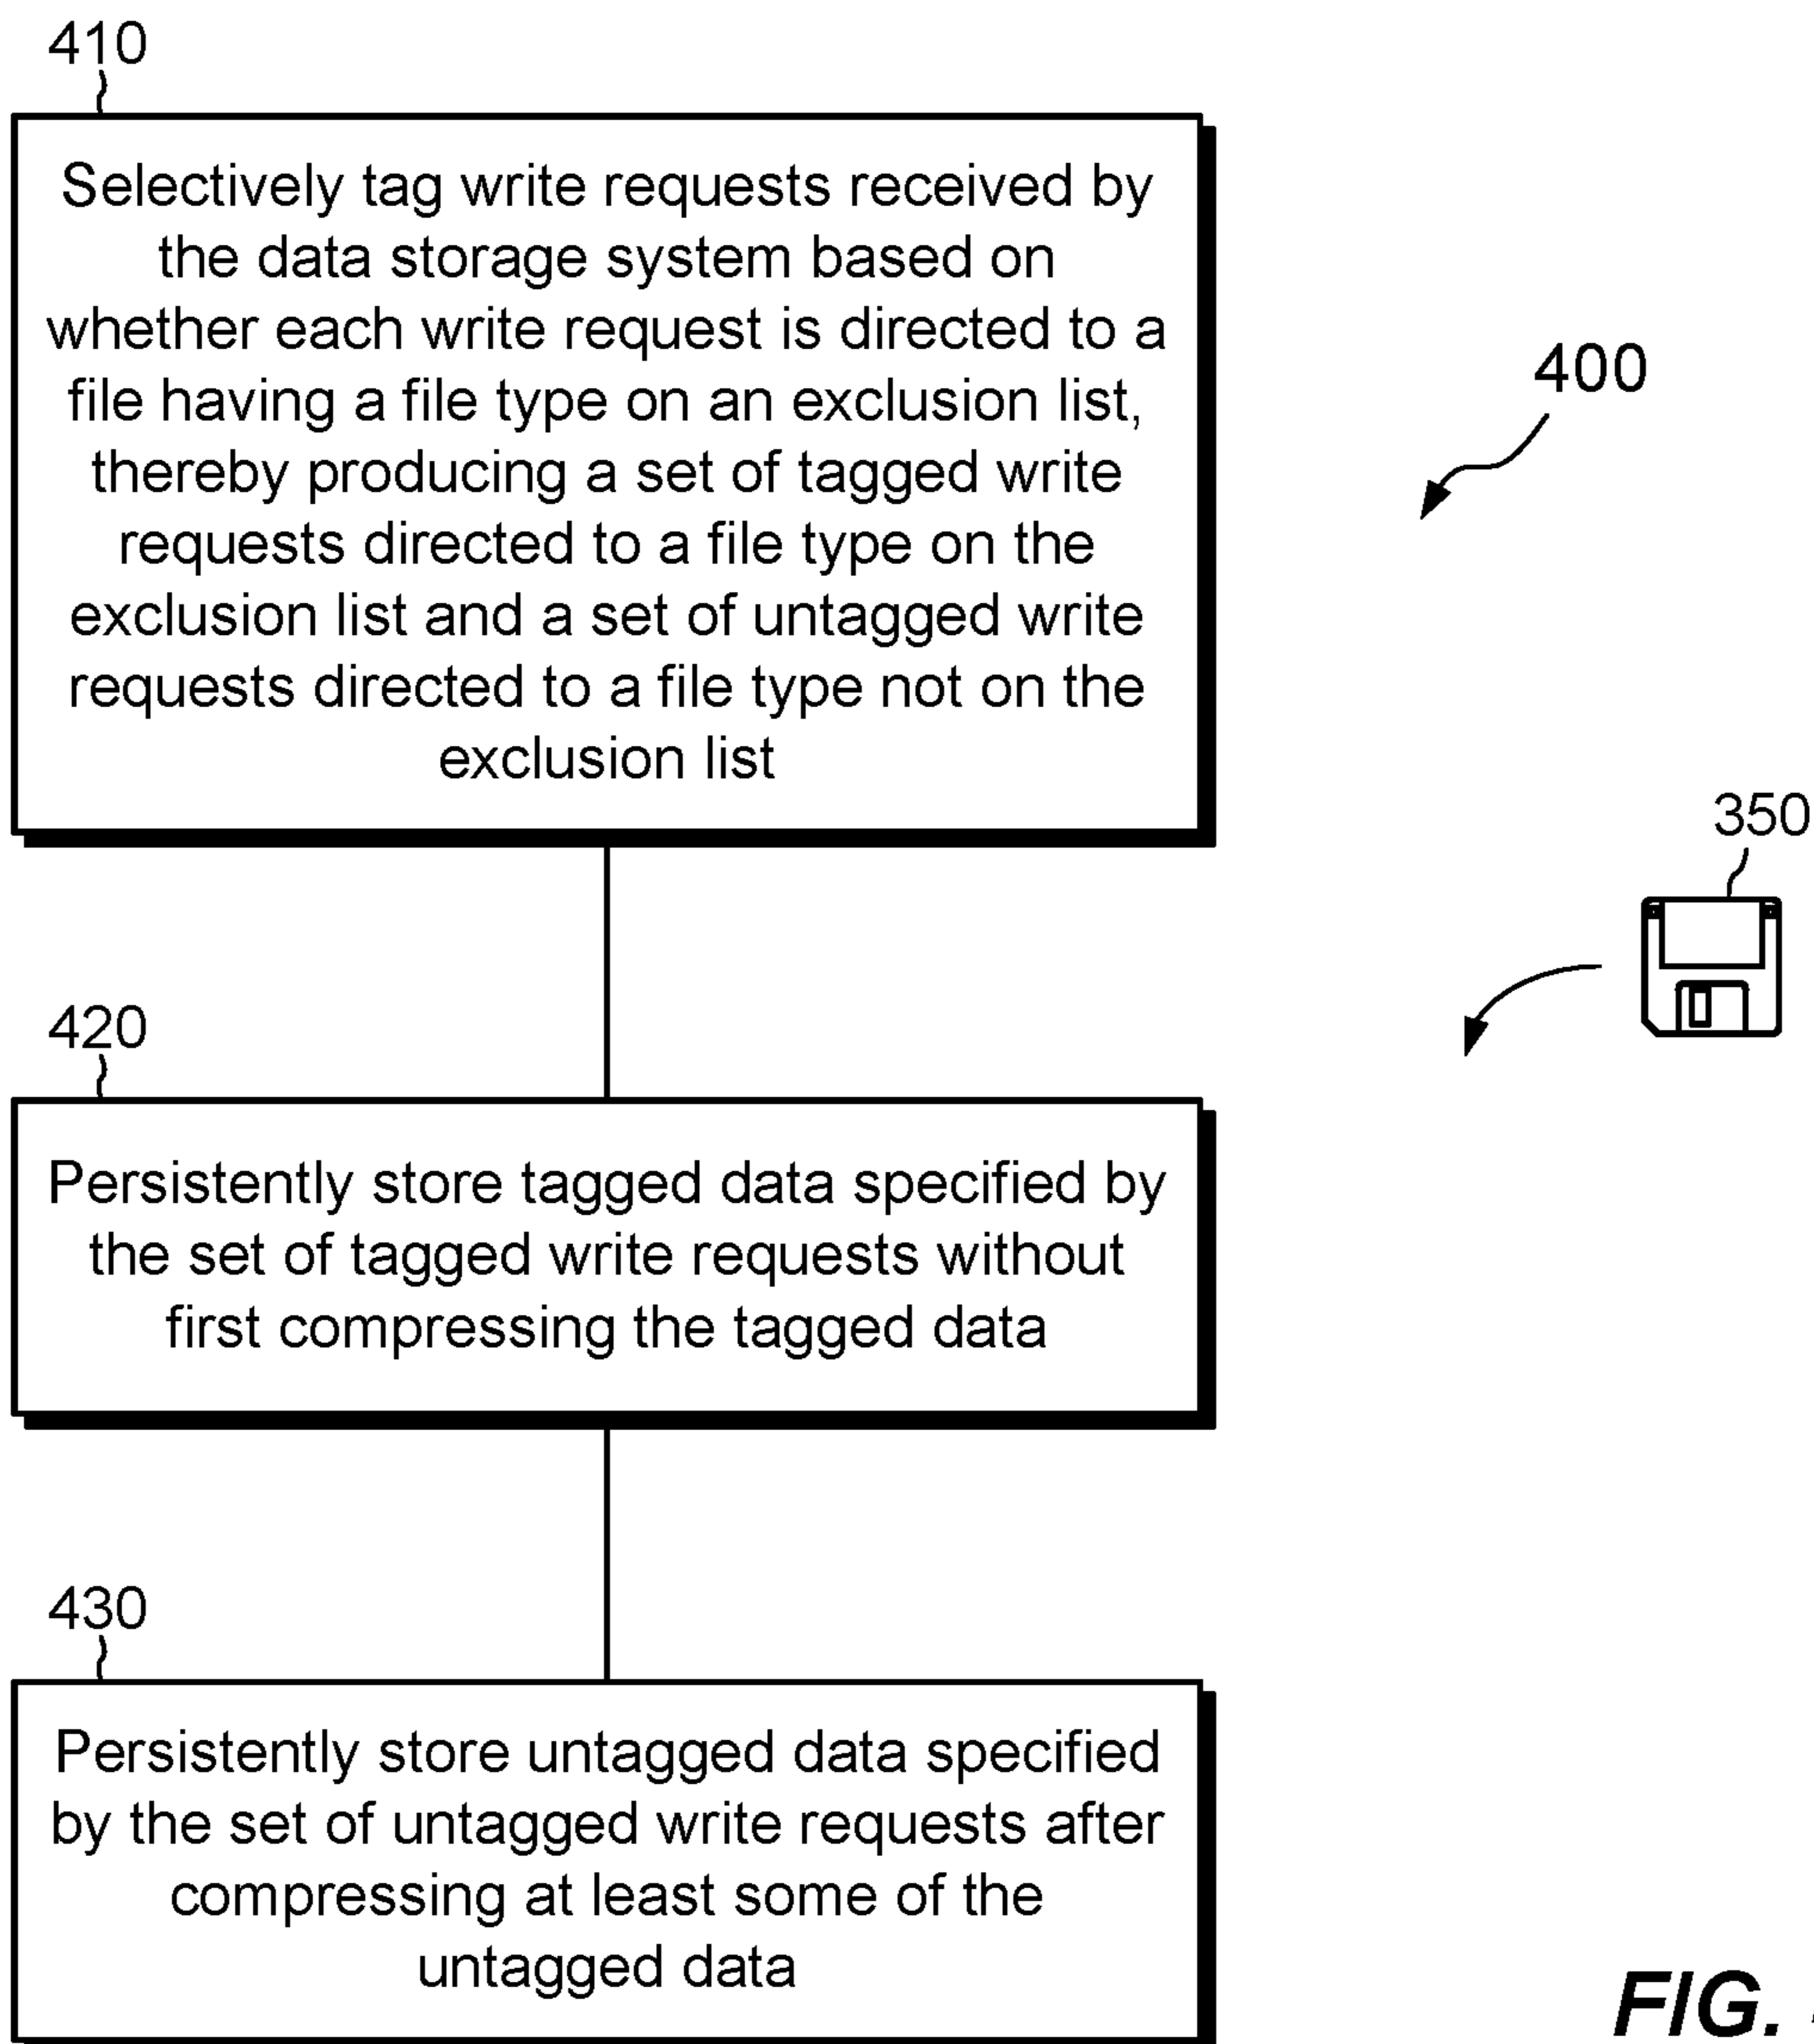 410
Selectively tag write requests received by
the data storage system based on
whether each write request is directed to a
file having a file type on an exclusion list,
thereby producing a set of tagged write
requests directed to a file type on the
exclusion list and a set of untagged write
requests directed to a file type not on the
exclusion list
400
350
420
Persistently store tagged data specified by
the set of tagged write requests without
first compressing the tagged data
430
Persistently store untagged data specified
by the set of untagged write requests after
compressing at least some of the
untagged data
FIG.